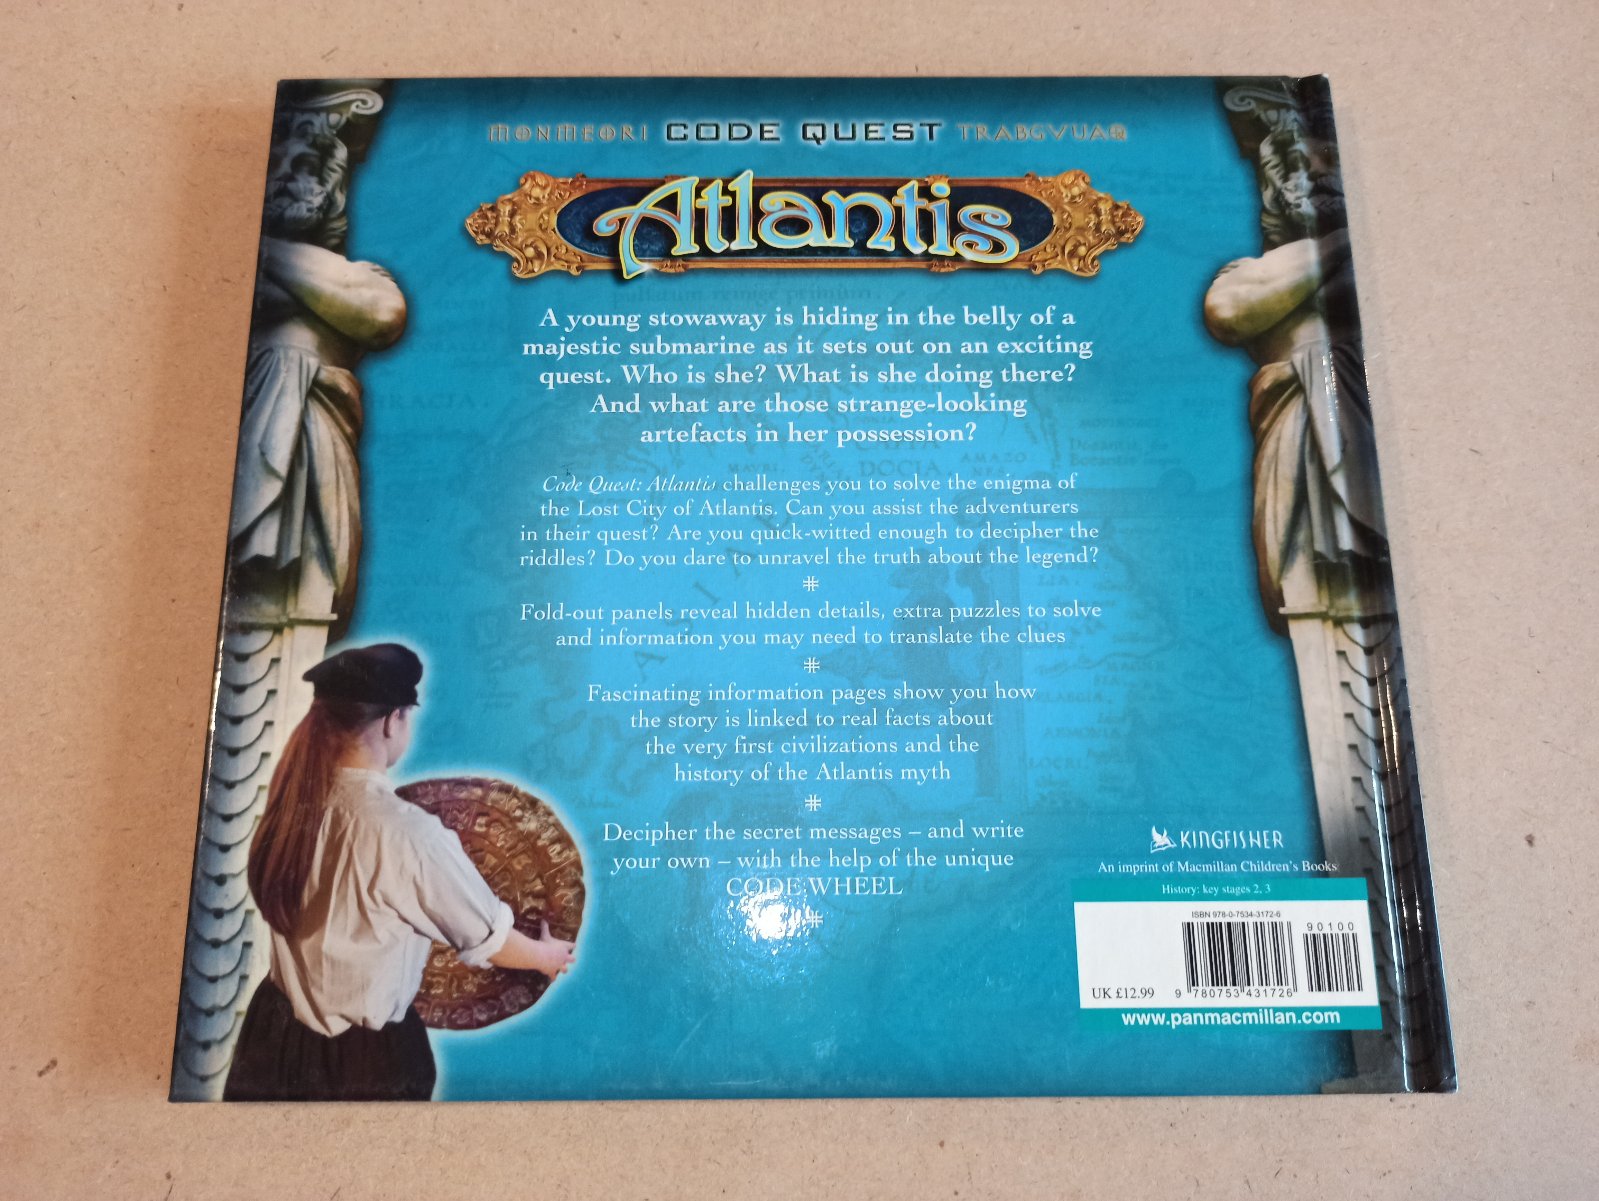 MONMEORI CODE QUEST TRABGVUAQ
Atlantis
A young stowaway is hiding in the belly of a
majestic submarine as it sets out on an exciting
quest. Who is she? What is she doing there?
And what are those strange-looking
artefacts in her possession?
Code Quest: Atlantis challenges you to solve the enigma of
the Lost City of Atlantis. Can you assist the adventurers
in their quest? Are you quick-witted enough to decipher the
riddles? Do you dare to unravel the truth about the legend?
Fold-out panels reveal hidden details, extra puzzles to solve
and information you may need to translate the clues
Fascinating information pages show you how
the story is linked to real facts about
the very first civilizations and the
history of the Atlantis myth
Decipher the secret messages – and write
your own – with the help of the unique
CODE WHEEL
KINGFISHER
An imprint of Macmillan Children's Books
History: key stages 2, 3
ISBN 978-0-7534-3172-6
90100
UK £12.99
9 780753 431726
www.panmacmillan.com